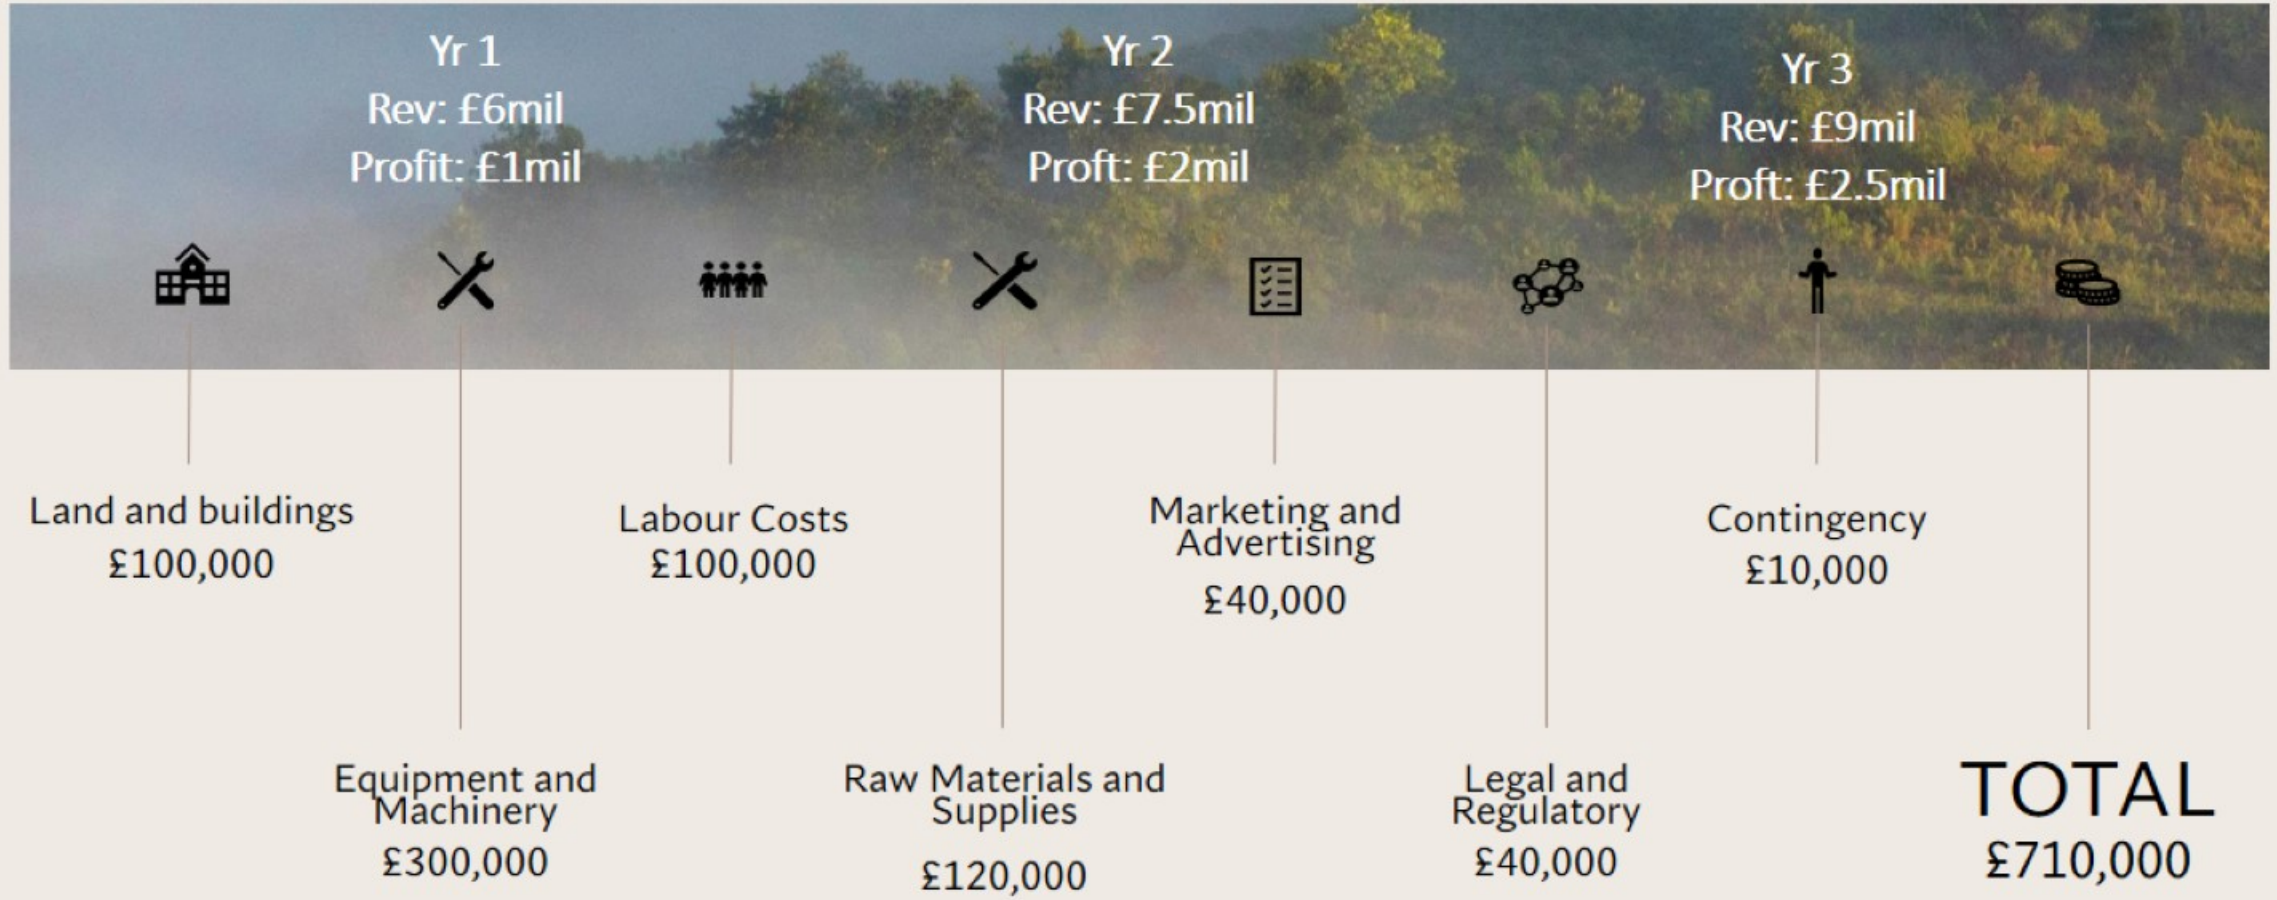 Yr 1
Rev: £6mil
Profit: £1mil
Yr 2
Rev: £7.5mil
Proft: £2mil
Yr 3
Rev: £9mil
Proft: £2.5mil
Land and buildings
£100,000
Equipment and
Machinery
£300,000
Labour Costs
£100,000
Raw Materials and
Supplies
£120,000
Marketing and
Advertising
£40,000
Legal and
Regulatory
£40,000
Contingency
£10,000
TOTAL
£710,000